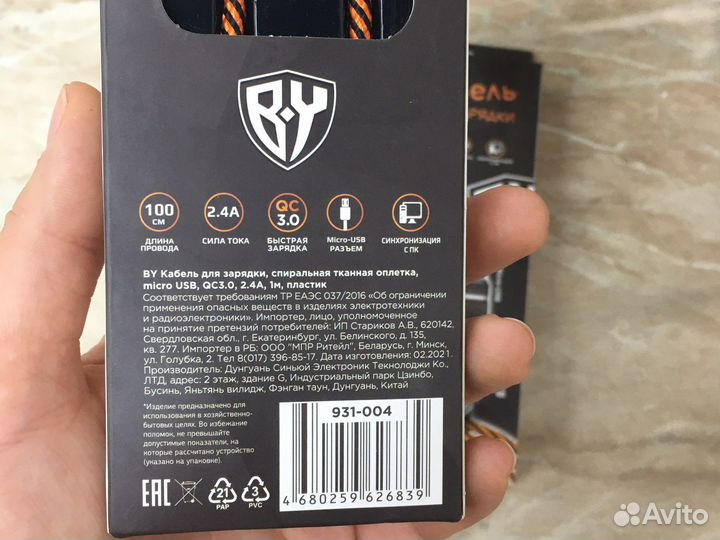 B·Y
ель
рядки
100
СМ
2.4А
QC
3.0
ДЛИНА
ПРОВОДА
СИЛА ТОКА
БЫСТРАЯ
ЗАРЯДКА
Micro-USB
РАЗЪЕМ
СИНХРОНИЗАЦИЯ
С ПК
BY Кабель для зарядки, спиральная тканная оплетка,
micro USB, QC3.0, 2.4А, 1м, пластик
Соответствует требованиям ТР ЕАЭС 037/2016 «Об ограничении
применения опасных веществ в изделиях электротехники
и радиоэлектроники». Импортер, лицо, уполномоченное
на принятие претензий потребителей: ИП Стариков А.В., 620142,
Свердловская обл., г. Екатеринбург, ул. Белинского, д. 135,
кв. 277. Импортер в РБ: ООО "МПР Ритейл", Беларусь, г. Минск,
ул. Голубка, 2. Тел. 8(017) 396-85-17. Дата изготовления: 02.2021.
Производитель: Дунгуань Синьюй Электроник Текнолоджи Ко.,
ЛТД, адрес: 2 этаж, здание G, Индустриальный парк Цзинбо,
Бусинь, Яньтянь вилидж, Фэнган таун, Дунгуань, Китай
*Изделие предназначено для
использования в хозяйственно-
бытовых целях. Во избежание
поломок, не превышайте
допустимые показатели, на
которые рассчитано устройство
(указано на упаковке).
931-004
4 680259 626839
EAC
21
PAP
3
PVC
Avito